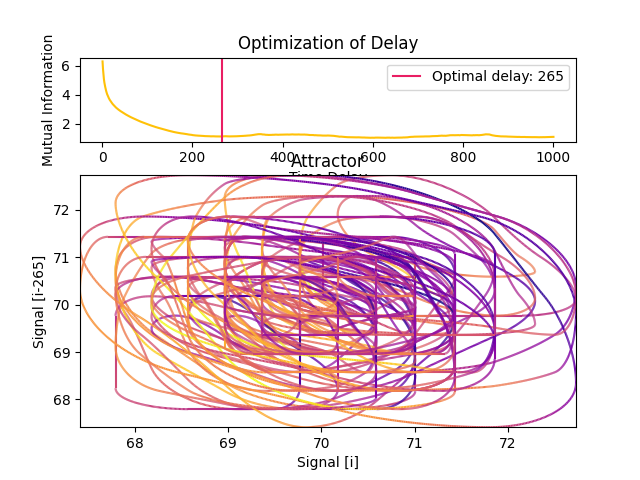 Optimization of Delay
Mutual Information
6
4
2
Optimal delay: 265
0 200 400 600 800 1000
Time Delay
Attractor
Signal [i-265]
72
71
70
69
68
68 69 70 71 72
Signal [i]